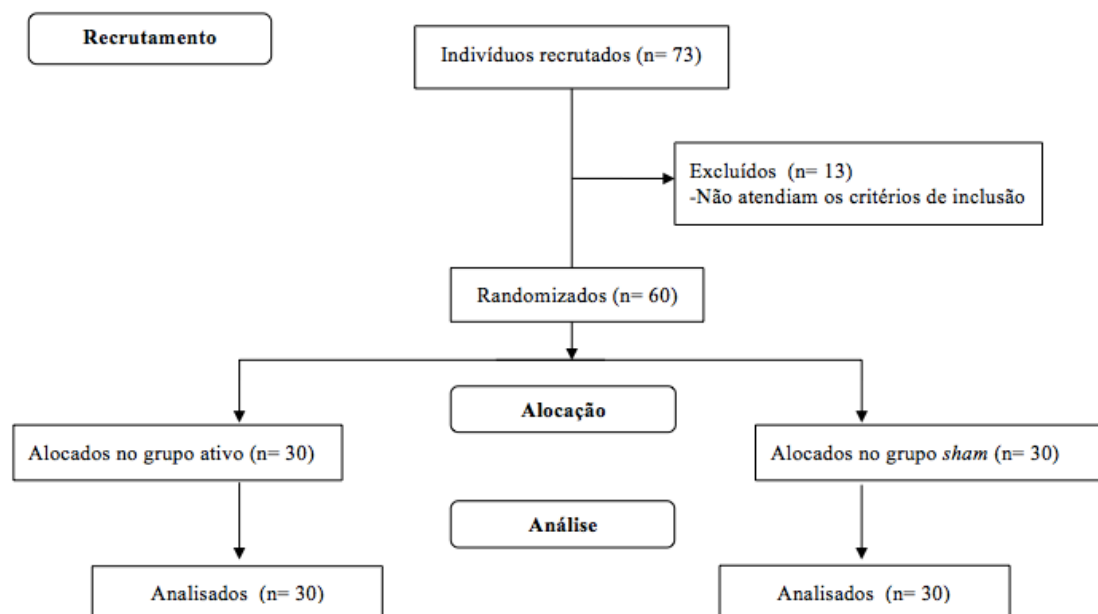 Recrutamento
Indivíduos recrutados (n= 73)
Excluídos (n= 13)
-Não atendiam os critérios de inclusão
Randomizados (n= 60)
Alocação
Alocados no grupo ativo (n= 30)
Alocados no grupo sham (n= 30)
Análise
Analisados (n= 30)
Analisados (n= 30)